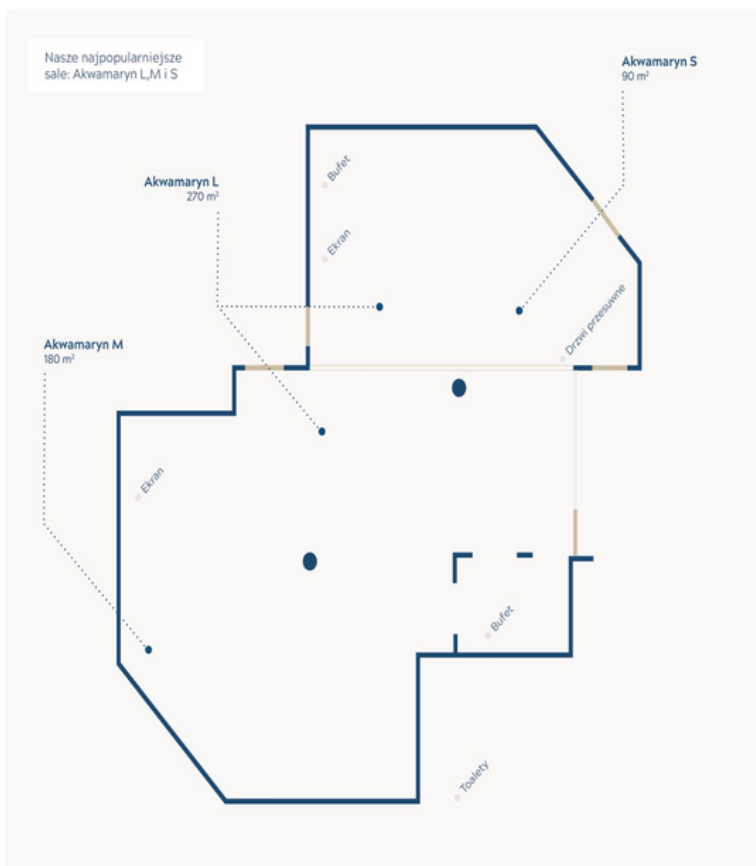 Nasze najpopularniejsze
sale: Akwamaryn L,M i S
Akwamaryn S
90 m²
Bufet
Akwamaryn L
270 m²
Ekran
Drzwi przesuwne
Akwamaryn M
180 m²
Ekran
Bufet
Toalety